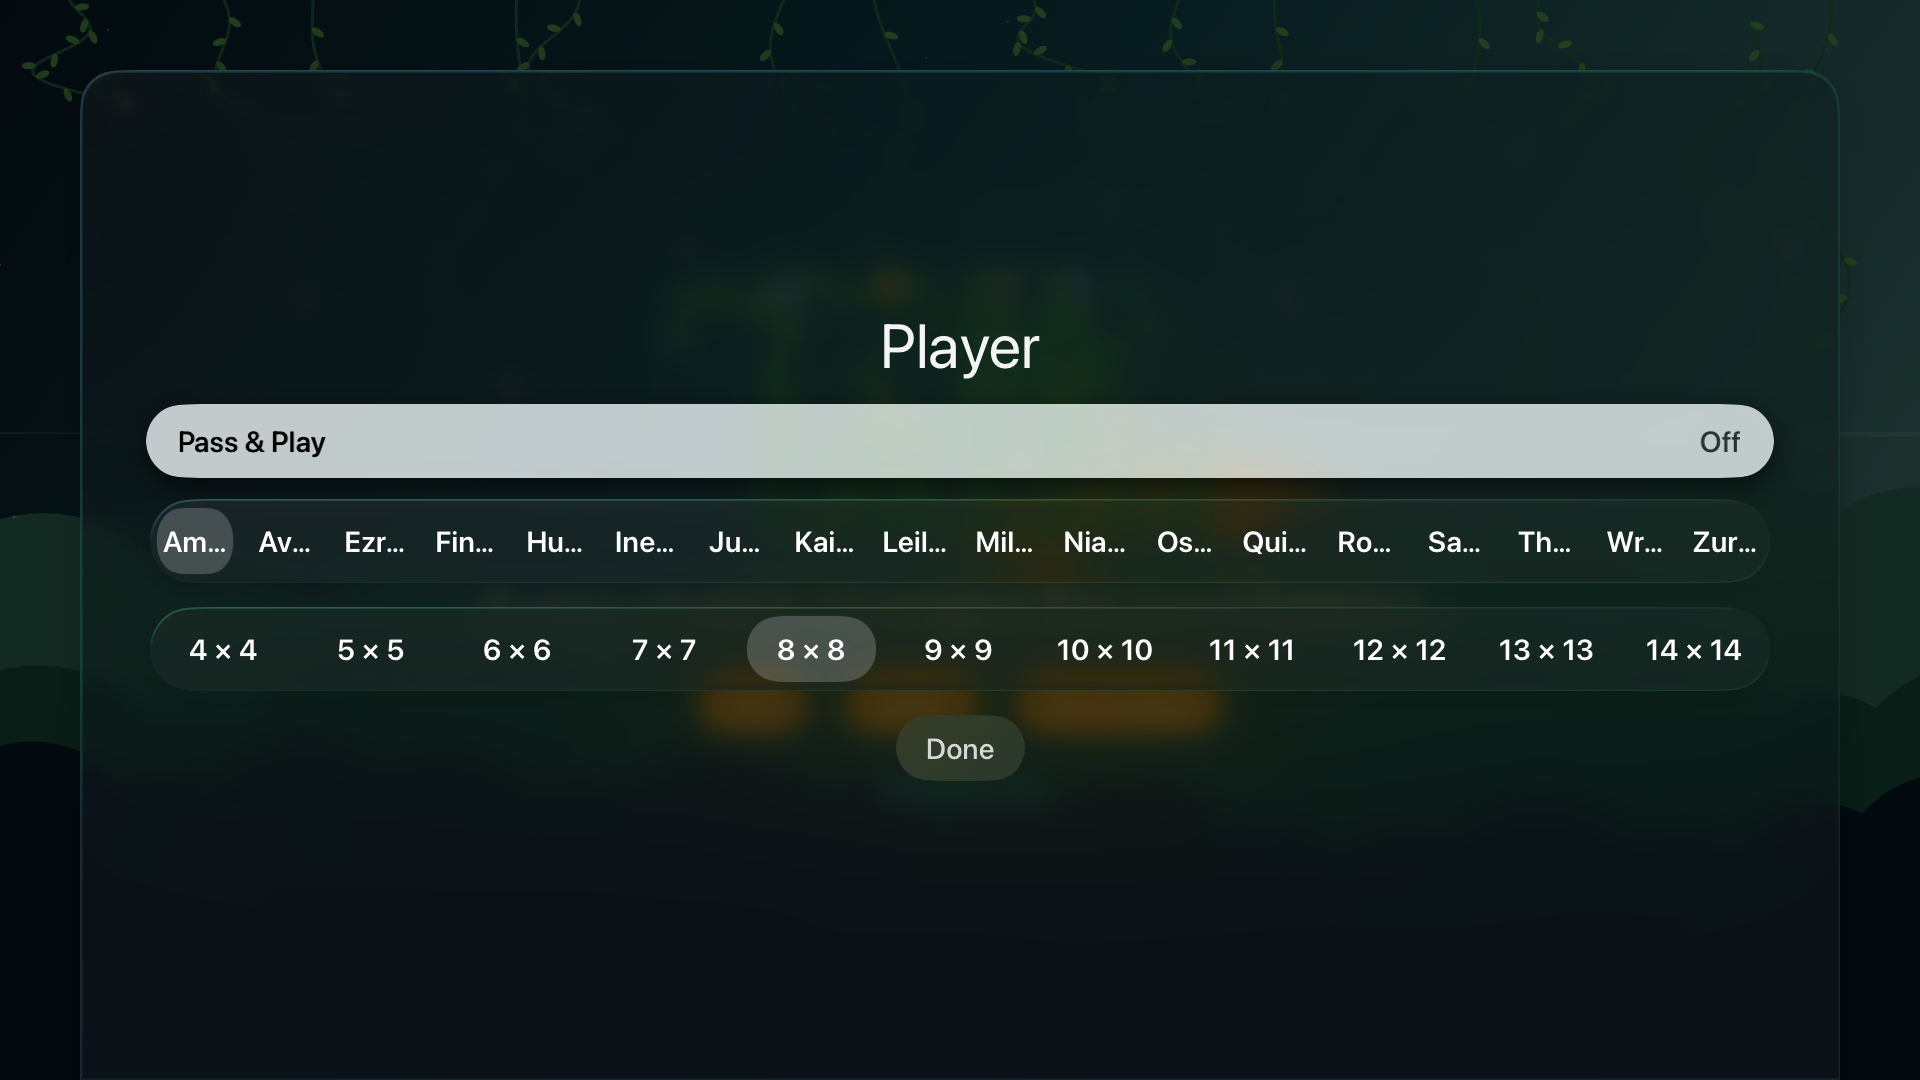 Player
Pass & Play Off
Am... Av... Ezr... Fin... Hu... Ine... Ju... Kai... Leil... Mil... Nia... Os... Qui... Ro... Sa... Th... Wr... Zur...
4 × 4 5 × 5 6 × 6 7 × 7 8 × 8 9 × 9 10 × 10 11 × 11 12 × 12 13 × 13 14 × 14
Done